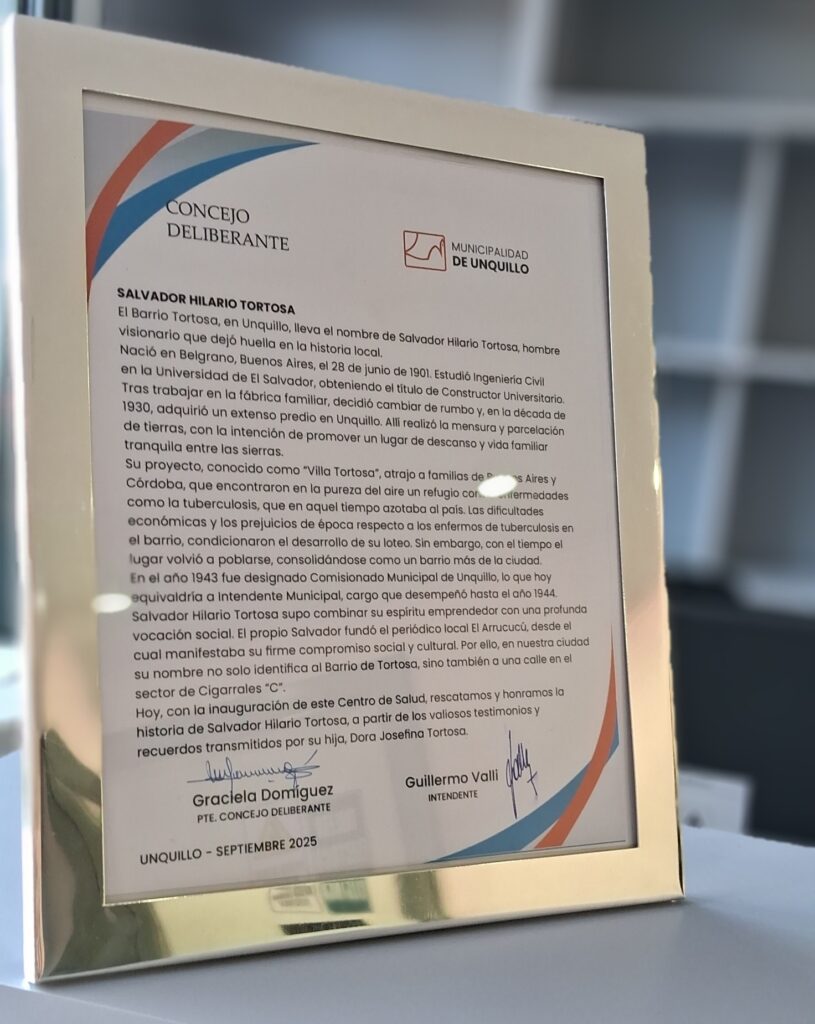 CONCEJO
DELIBERANTE
MUNICIPALIDAD
DE UNQUILLO
SALVADOR HILARIO TORTOSA
El Barrio Tortosa, en Unquillo, lleva el nombre de Salvador Hilario Tortosa, hombre
visionario que dejó huella en la historia local.
Nació en Belgrano, Buenos Aires, el 28 de junio de 1901. Estudió Ingeniería Civil
en la Universidad de El Salvador, obteniendo el título de Constructor Universitario.
Tras trabajar en la fábrica familiar, decidió cambiar de rumbo y, en la década de
1930, adquirió un extenso predio en Unquillo. Allí realizó la mensura y parcelación
de tierras, con la intención de promover un lugar de descanso y vida familiar
tranquila entre las sierras.
Su proyecto, conocido como "Villa Tortosa", atrajo a familias de Aires y
Córdoba, que encontraron en la pureza del aire un refugio
como la tuberculosis, que en aquel tiempo azotaba al país. Las dificultades
económicas y los prejuicios de época respecto a los enfermos de tuberculosis en
el barrio, condicionaron el desarrollo de su loteo. Sin embargo, con el tiempo el
lugar volvió a poblarse, consolidándose como un barrio más de la ciudad.
En el año 1943 fue designado Comisionado Municipal de Unquillo, lo que hoy
equivaldría a Intendente Municipal, cargo que desempeñó hasta el año 1944.
Salvador Hilario Tortosa supo combinar su espíritu emprendedor con una profunda
vocación social. El propio Salvador fundó el periódico local El Arrucucú, desde el
cual manifestaba su firme compromiso social y cultural. Por ello, en nuestra ciudad
su nombre no solo identifica al Barrio de Tortosa, sino también a una calle en el
sector de Cigarrales "C".
Hoy, con la inauguración de este Centro de Salud, rescatamos y honramos la
historia de Salvador Hilario Tortosa, a partir de los valiosos testimonios y
recuerdos transmitidos por su hija, Dora Josefina Tortosa.
Graciela Domíguez
PTE. CONCEJO DELIBERANTE
Guillermo Valli
INTENDENTE
UNQUILLO - SEPTIEMBRE 2025